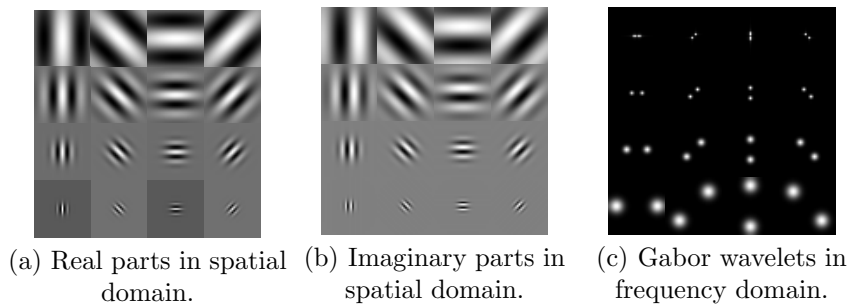 (a) Real parts in spatial
domain.
(b) Imaginary parts in
spatial domain.
(c) Gabor wavelets in
frequency domain.